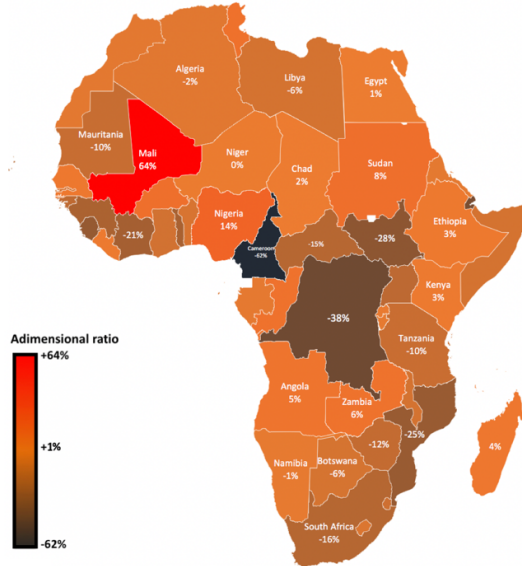 Algeria
-2%
Libya
-6%
Egypt
1%
Mauritania
-10%
Mali
64%
Niger
0%
Chad
2%
Sudan
8%
Nigeria
14%
-21%
Cameroon
-62%
-15%
-28%
Ethiopia
3%
Kenya
3%
-38%
Tanzania
-10%
Adimensional ratio
+64%
+1%
-62%
Angola
5%
Zambia
6%
-25%
-12%
4%
Namibia
-1%
Botswana
-6%
South Africa
-16%